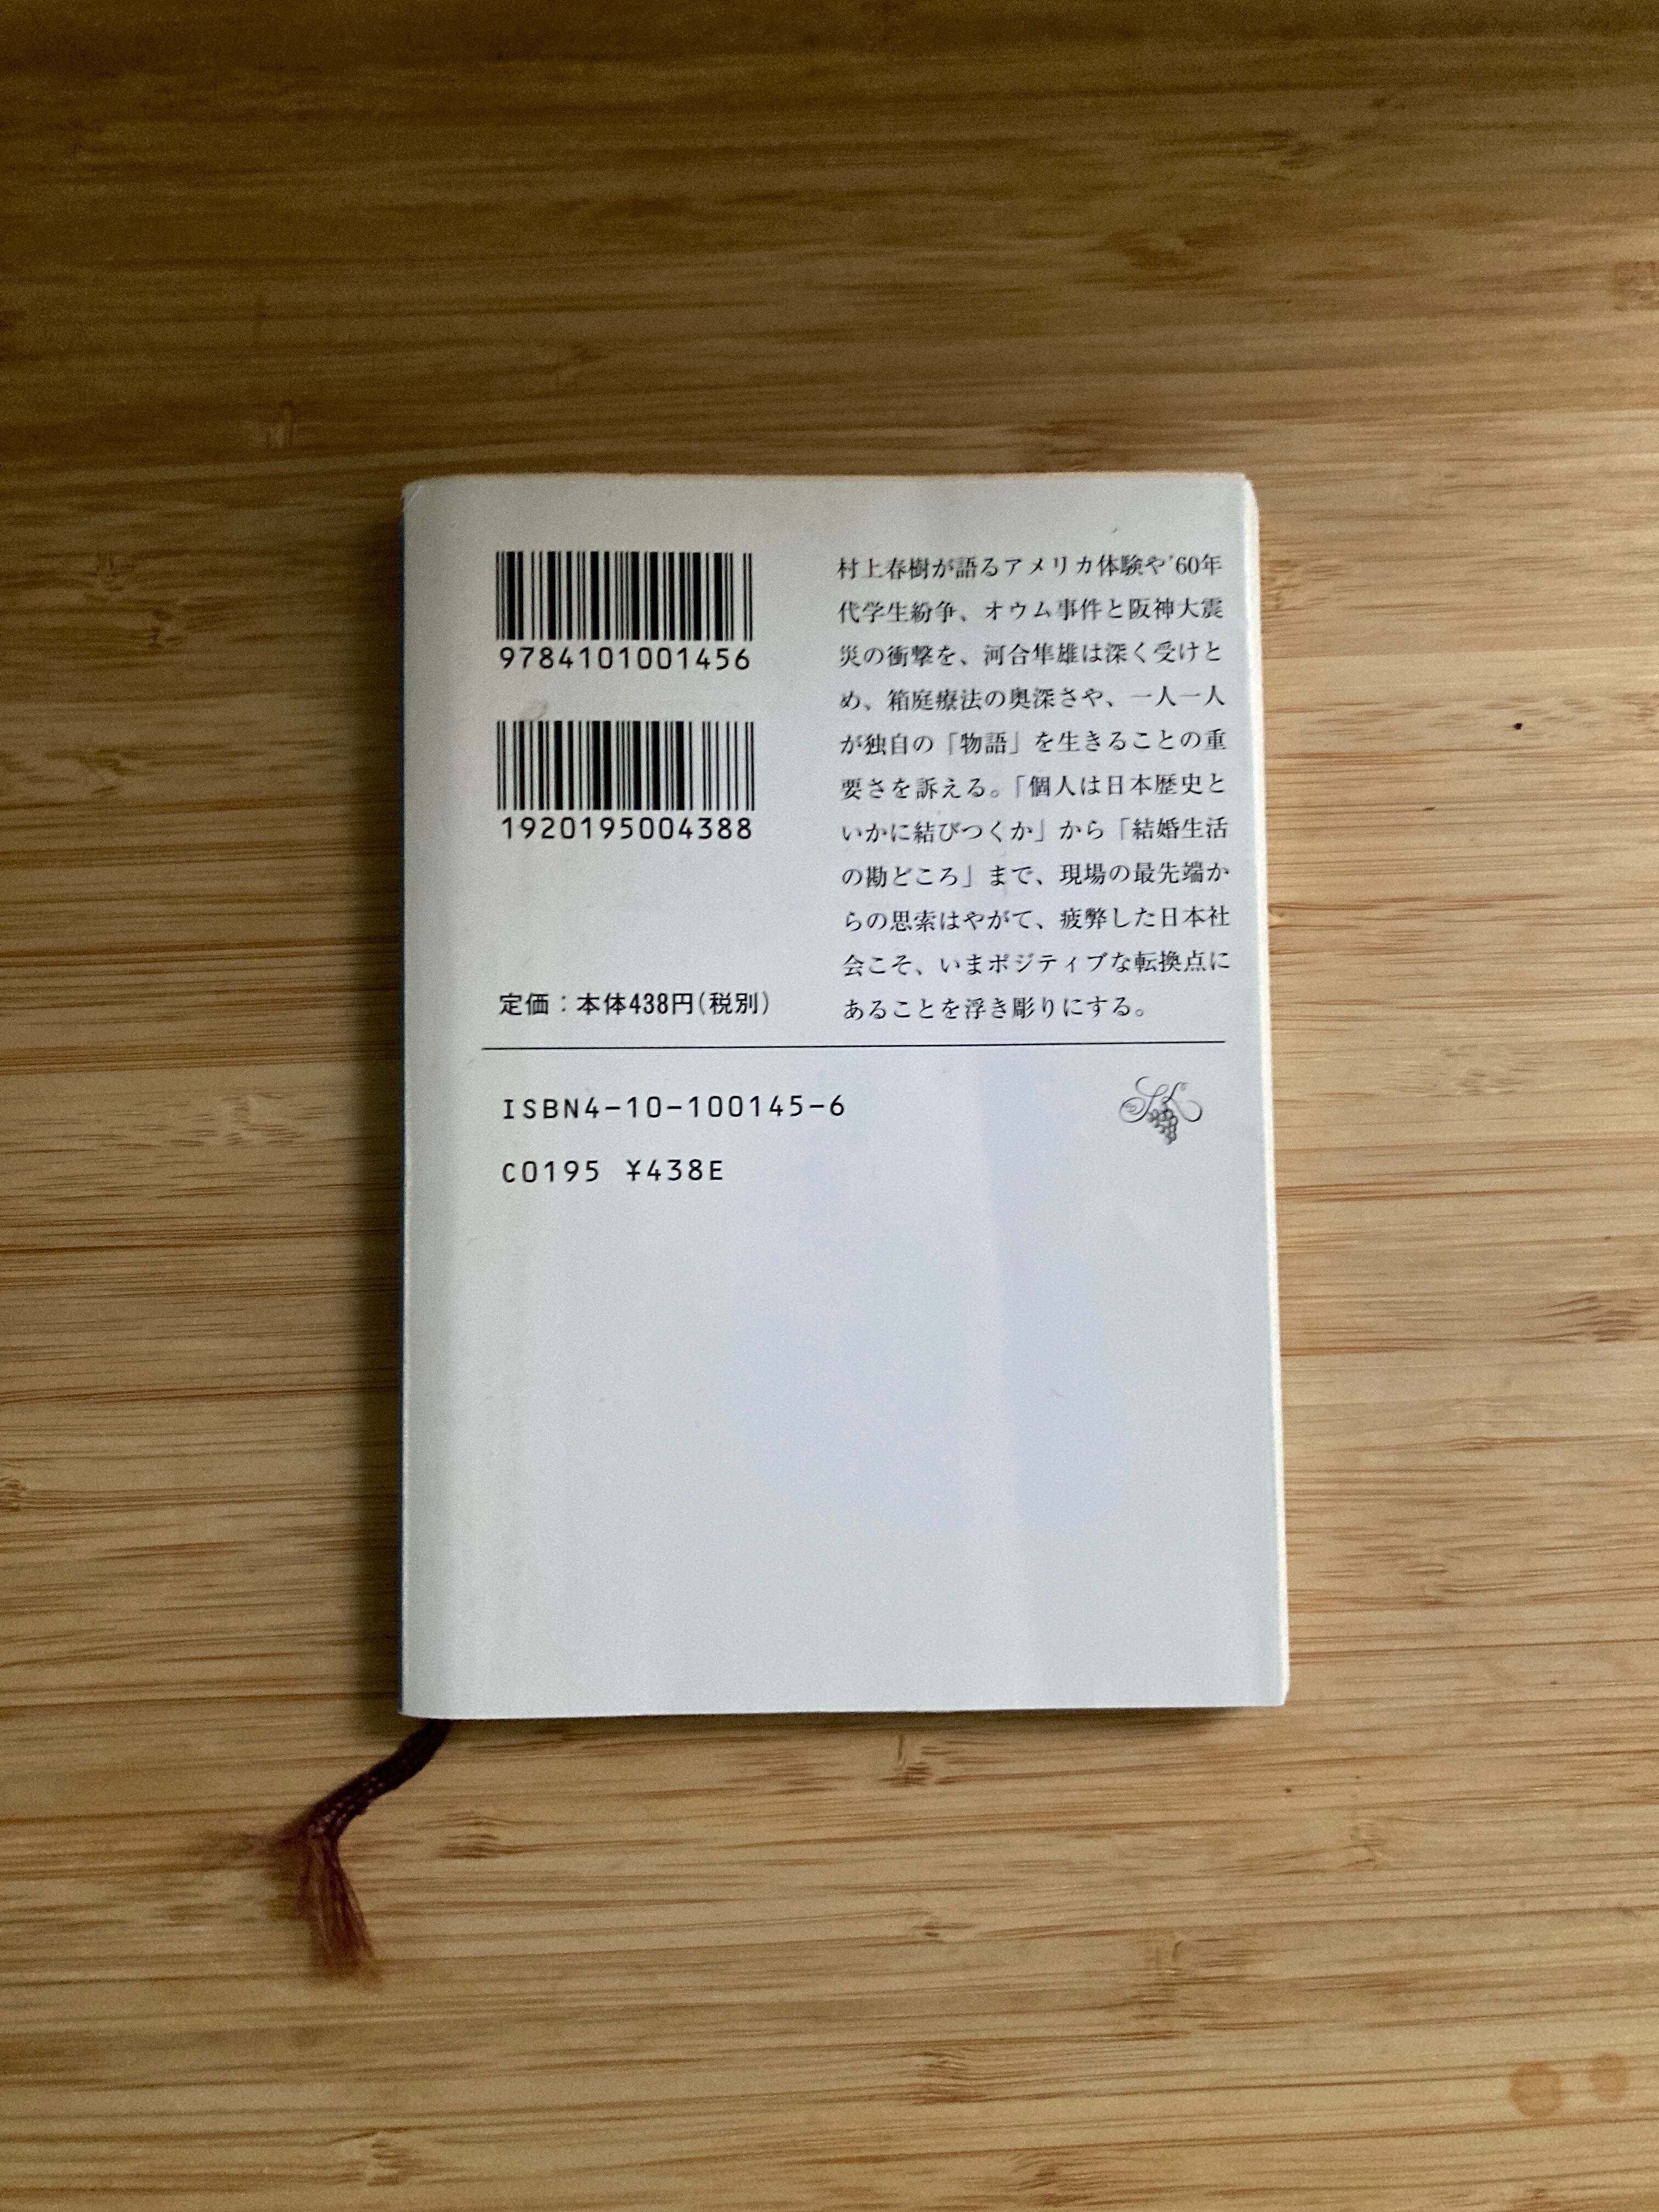 9784101001456
1920195004388
定価：本体438円（税別）
村上春樹が語るアメリカ体験や'60年
代学生紛争、オウム事件と阪神大震
災の衝撃を、河合隼雄は深く受けと
め、箱庭療法の奥深さや、一人一人
が独自の「物語」を生きることの重
要さを訴える。「個人は日本歴史と
いかに結びつくか」から「結婚生活
の勘どころ」まで、現場の最先端か
らの思索はやがて、疲弊した日本社
会こそ、いまポジティブな転換点に
あることを浮き彫りにする。
ISBN4-10-100145-6
C0195 ¥438E